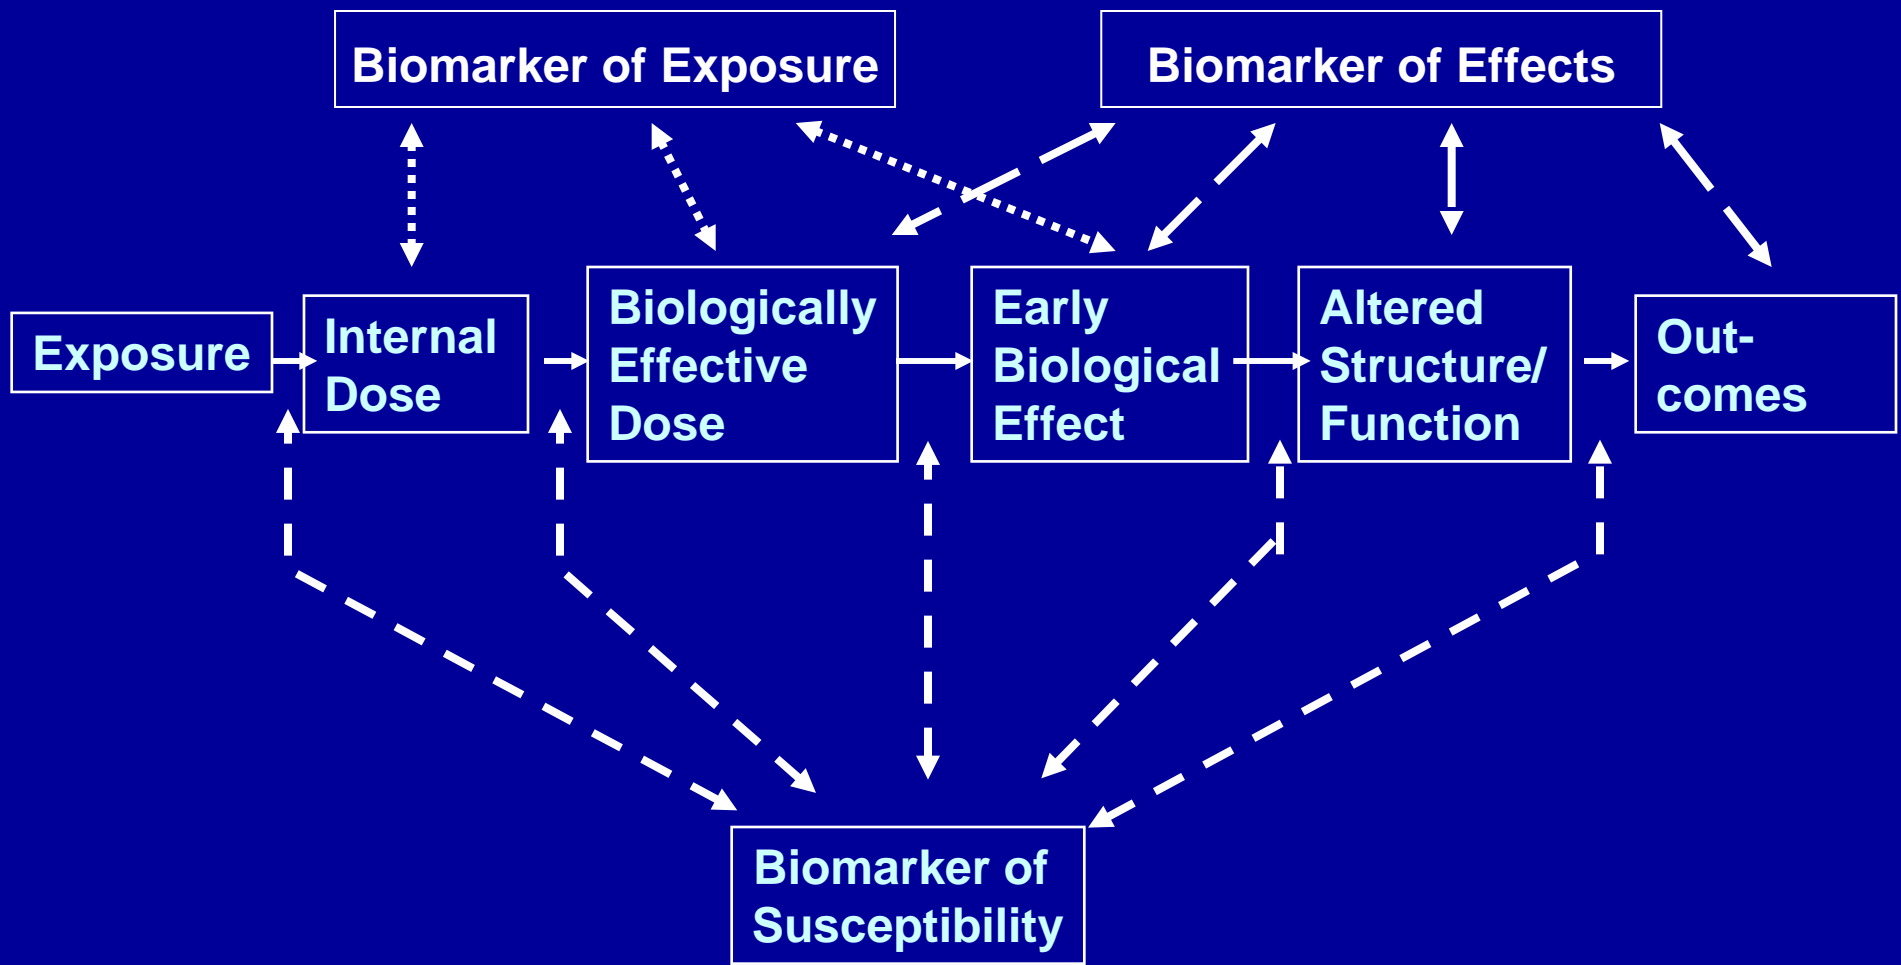 Biomarker of Exposure
Biomarker of Effects
Exposure
Internal
Dose
Biologically
Effective
Dose
Early
Biological
Effect
Altered
Structure/
Function
Out-
comes
Biomarker of
Susceptibility